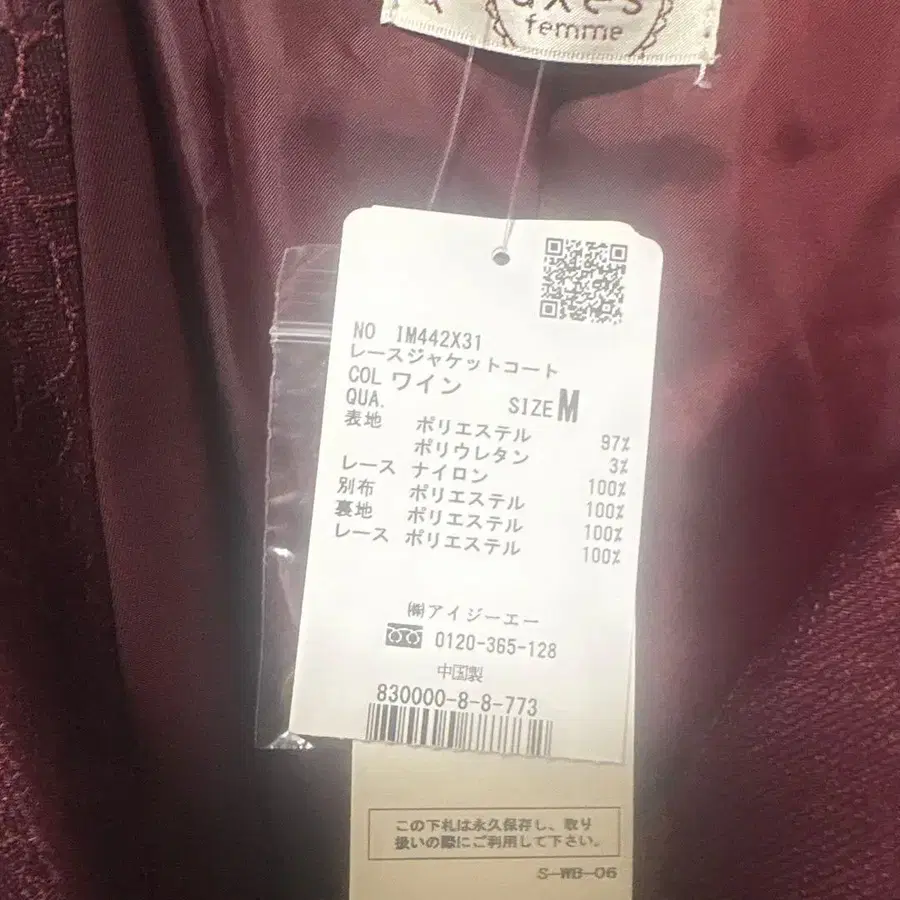 axes
femme
NO IM442X31
レースジャケットコート
COL ワイン
QUA. SIZE M
表地 ポリエステル 97%
ポリウレタン 3%
レース ナイロン 100%
別布 ポリエステル 100%
裏地 ポリエステル 100%
レース ポリエステル 100%
㈱アイジーエー
0120-365-128
中国製
830000-8-8-773
この下札は永久保存し、取り
扱いの際にご利用して下さい。
S-WB-06